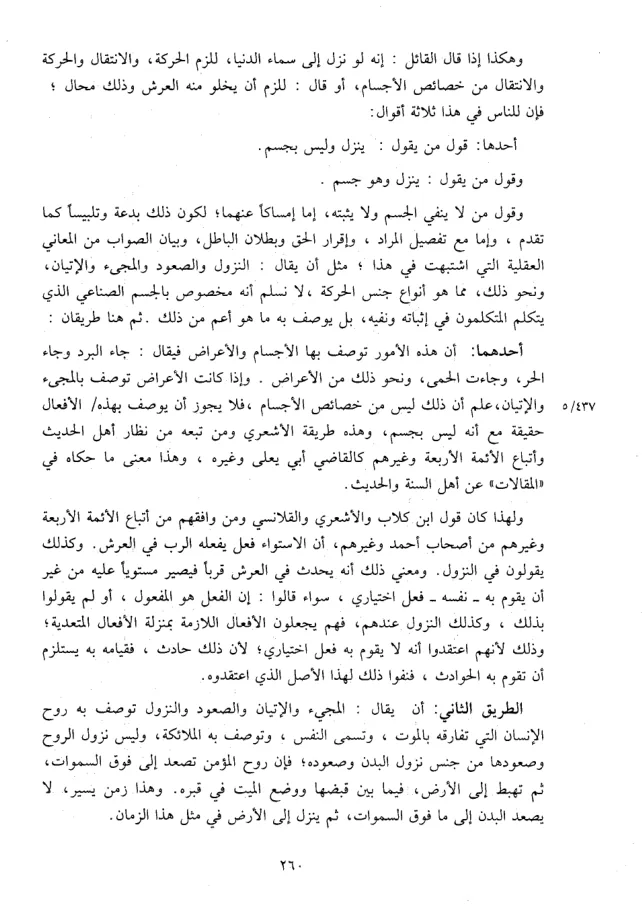 وهكذا إذا قال القائل : إنه لو نزل إلى سماء الدنيا، للزم الحركة، والانتقال والحركة
والانتقال من خصائص الأجسام، أو قال : للزم أن يخلو منه العرش وذلك محال ؛
فإن للناس في هذا ثلاثة أقوال:
أحدها: قول من يقول : ينزل وليس بجسم.
وقول من يقول : ينزل وهو جسم .
وقول من لا ينفي الجسم ولا يثبته، إما إمساكاً عنهما؛ لكون ذلك بدعة وتلبيساً كما
تقدم ، وإما مع تفصيل المراد ، وإقرار الحق وبطلان الباطل، وبيان الصواب من المعاني
العقلية التي اشتبهت في هذا ؛ مثل أن يقال : النزول والصعود والمجىء والإتيان،
ونحو ذلك، مما هو أنواع جنس الحركة ،لا نسلم أنه مخصوص بالجسم الصناعي الذي
يتكلم المتكلمون في إثباته ونفيه، بل يوصف به ما هو أعم من ذلك .ثم هنا طريقان :
أحدهما: أن هذه الأمور توصف بها الأجسام والأعراض فيقال : جاء البرد وجاء
الحر، وجاءت الحمى، ونحو ذلك من الأعراض . وإذا كانت الأعراض توصف بالمجىء
والإتيان،علم أن ذلك ليس من خصائص الأجسام ،فلا يجوز أن يوصف بهذه/ الأفعال ٥/٤٣٧
حقيقة مع أنه ليس بجسم، وهذه طريقة الأشعري ومن تبعه من نظار أهل الحديث
وأتباع الأئمة الأربعة وغيرهم كالقاضي أبي يعلى وغيره ، وهذا معنى ما حكاه في
«المقالات» عن أهل السنة والحديث.
ولهذا كان قول ابن كلاب والأشعري والقلانسي ومن وافقهم من أتباع الأئمة الأربعة
وغيرهم من أصحاب أحمد وغيرهم، أن الاستواء فعل يفعله الرب في العرش. وكذلك
يقولون في النزول. ومعني ذلك أنه يحدث في العرش قرباً فيصير مستوياً عليه من غير
أن يقوم به ـ نفسه ـ فعل اختياري ، سواء قالوا : إن الفعل هو المفعول ، أو لم يقولوا
بذلك ، وكذلك النزول عندهم، فهم يجعلون الأفعال اللازمة بمنزلة الأفعال المتعدية؛
وذلك لأنهم اعتقدوا أنه لا يقوم به فعل اختياري؛ لأن ذلك حادث ، فقيامه به يستلزم
أن تقوم به الحوادث ، فنفوا ذلك لهذا الأصل الذي اعتقدوه.
الطريق الثاني: أن يقال : المجيء والإتيان والصعود والنزول توصف به روح
الإنسان التي تفارقه بالموت ، وتسمى النفس ، وتوصف به الملائكة، وليس نزول الروح
وصعودها من جنس نزول البدن وصعوده؛ فإن روح المؤمن تصعد إلى فوق السموات،
ثم تهبط إلى الأرض، فيما بين قبضها ووضع الميت في قبره. وهذا زمن يسير، لا
يصعد البدن إلى ما فوق السموات، ثم ينزل إلى الأرض في مثل هذا الزمان.
٢٦٠